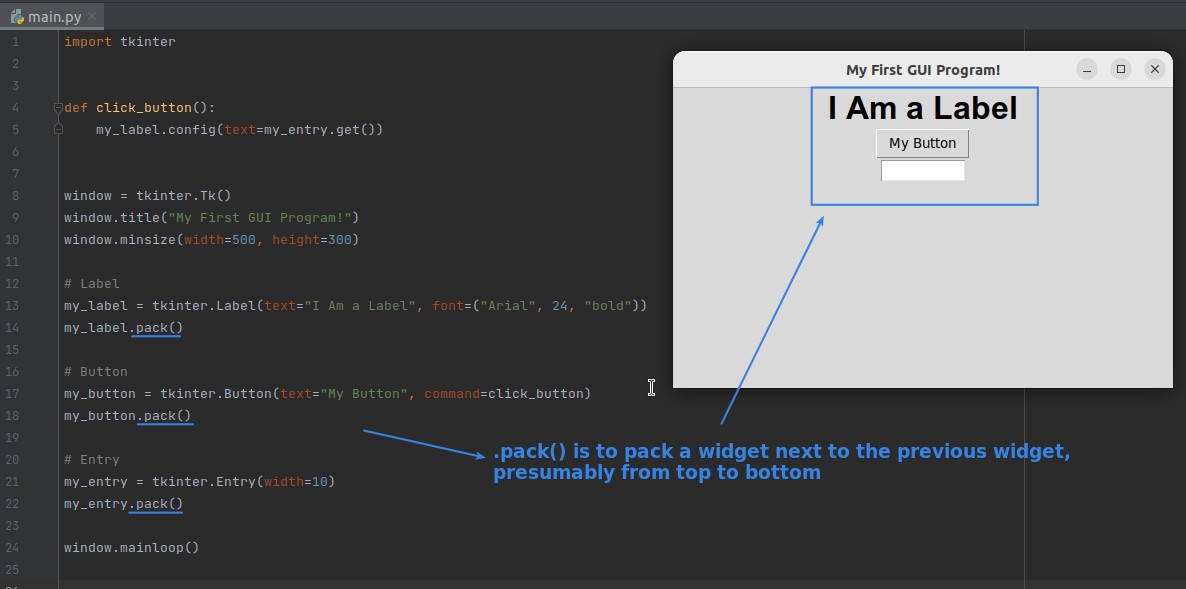 main.py
1 import tkinter
2
3
4 def click_button():
5     my_label.config(text=my_entry.get())
6
7
8 window = tkinter.Tk()
9 window.title("My First GUI Program!")
10 window.minsize(width=500, height=300)
11
12 # Label
13 my_label = tkinter.Label(text="I Am a Label", font=("Arial", 24, "bold"))
14 my_label.pack()
15
16 # Button
17 my_button = tkinter.Button(text="My Button", command=click_button)
18 my_button.pack()
19
20 # Entry
21 my_entry = tkinter.Entry(width=10)
22 my_entry.pack()
23
24 window.mainloop()
25
My First GUI Program!
I Am a Label
My Button
.pack() is to pack a widget next to the previous widget,
presumably from top to bottom